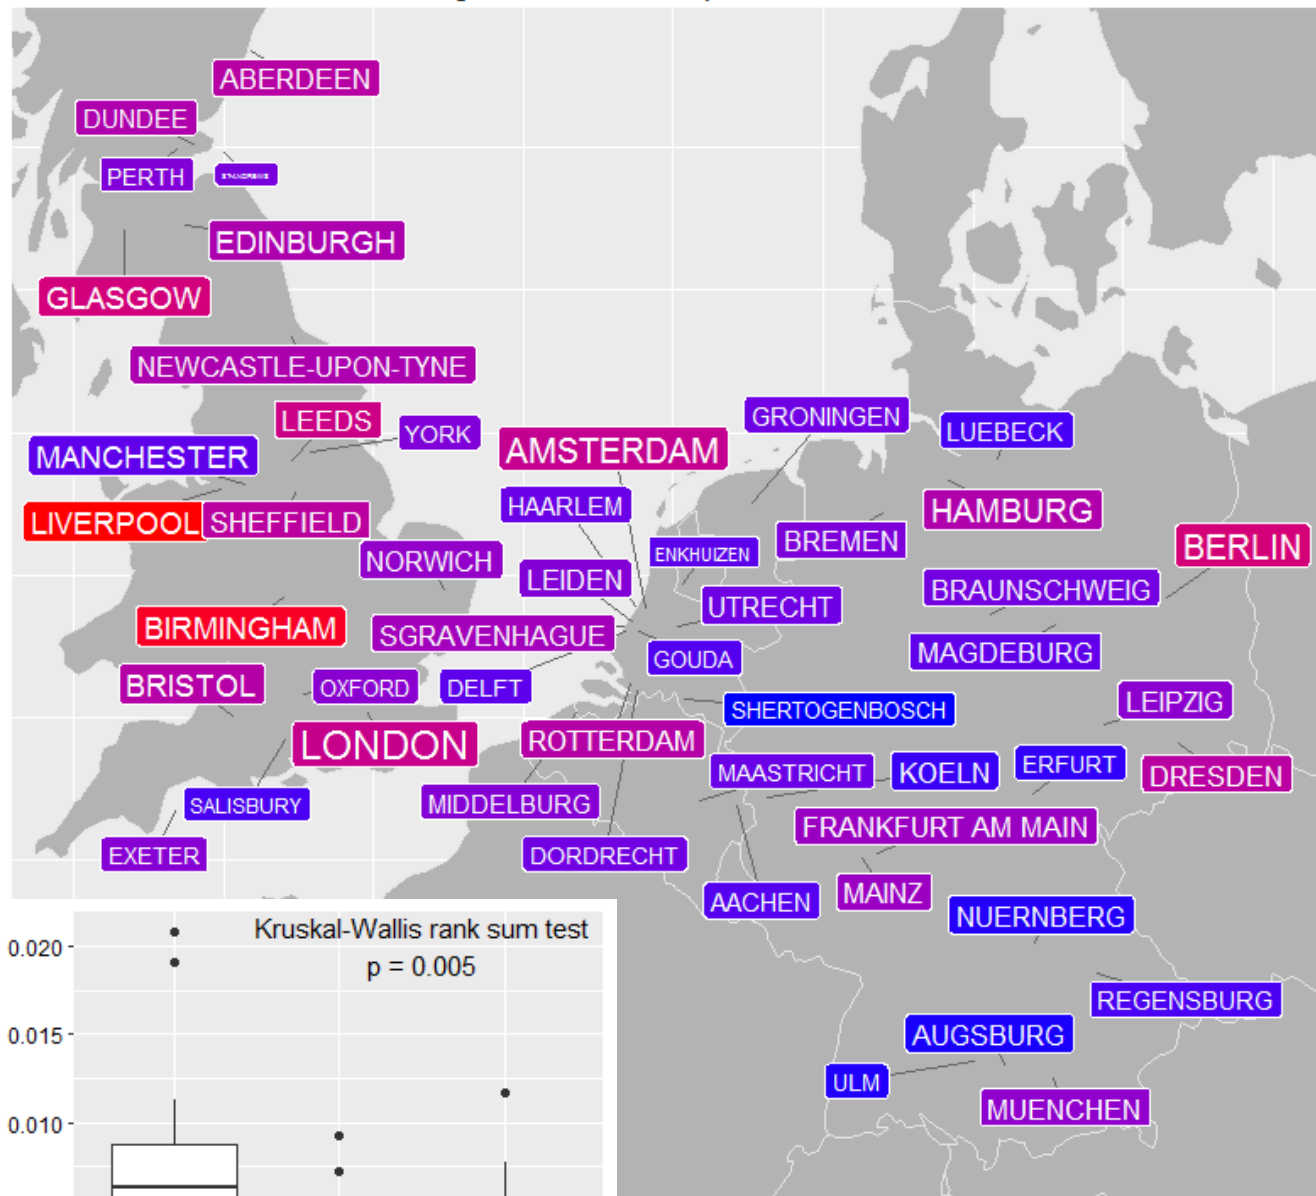 ABERDEEN
DUNDEE
PERTH
EDINBURGH
GLASGOW
NEWCASTLE-UPON-TYNE
LEEDS
YORK
MANCHESTER
LIVERPOOL
SHEFFIELD
NORWICH
BIRMINGHAM
BRISTOL
OXFORD
LONDON
SALISBURY
EXETER
AMSTERDAM
GRONINGEN
HAARLEM
ENKHUIZEN
LEIDEN
UTRECHT
SGRAVENHAGUE
GOUDA
DELFT
SHERTOGENBOSCH
ROTTERDAM
MAASTRICHT
MIDDELBURG
DORDRECHT
LUEBECK
HAMBURG
BREMEN
BERLIN
BRAUNSCHWEIG
MAGDEBURG
LEIPZIG
KOELN
ERFURT
DRESDEN
FRANKFURT AM MAIN
AACHEN
MAINZ
NUERNBERG
REGENSBURG
AUGSBURG
ULM
MUENCHEN
Kruskal-Wallis rank sum test
p = 0.005
0.020
0.015
0.010